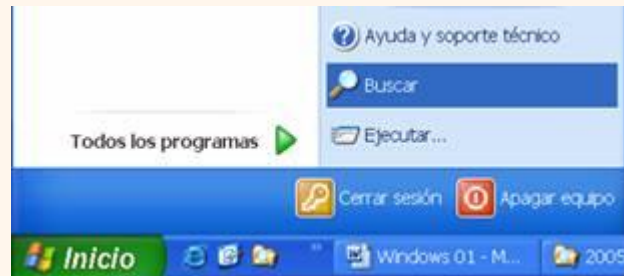 Ayuda y soporte técnico
Buscar
Todos los programas
Ejecutar...
Cerrar sesión
Apagar equipo
Inicio
Windows 01 - M...
2005